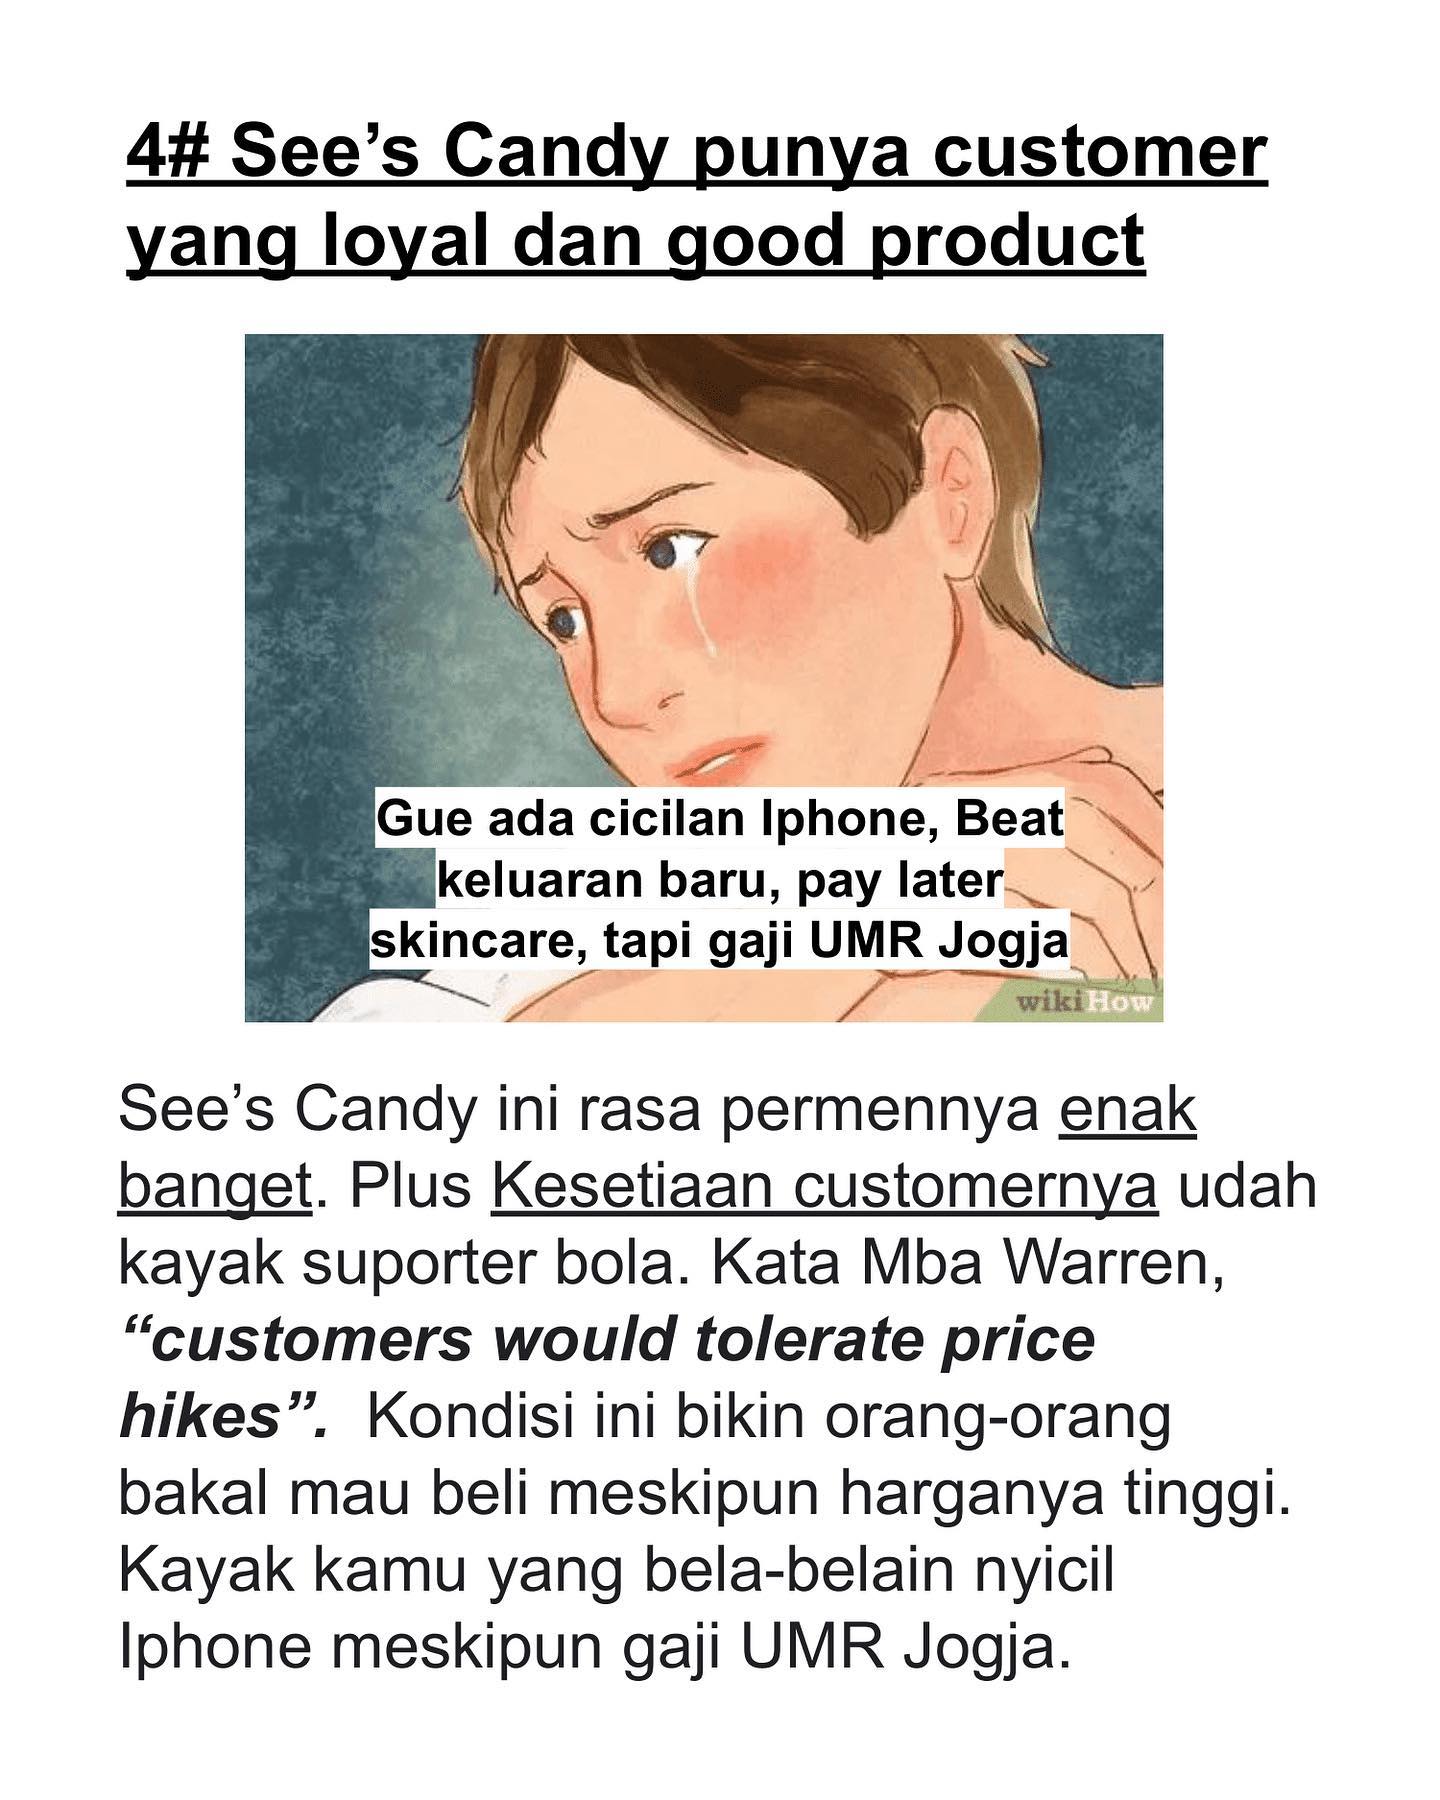 4# See’s Candy punya customer
yang loyal dan good product
Gue ada cicilan Iphone, Beat
keluaran baru, pay later
skincare, tapi gaji UMR Jogja
wikiHow
See’s Candy ini rasa permennya enak
banget. Plus Kesetiaan customernya udah
kayak suporter bola. Kata Mba Warren,
“customers would tolerate price
hikes”. Kondisi ini bikin orang-orang
bakal mau beli meskipun harganya tinggi.
Kayak kamu yang bela-belain nyicil
Iphone meskipun gaji UMR Jogja.